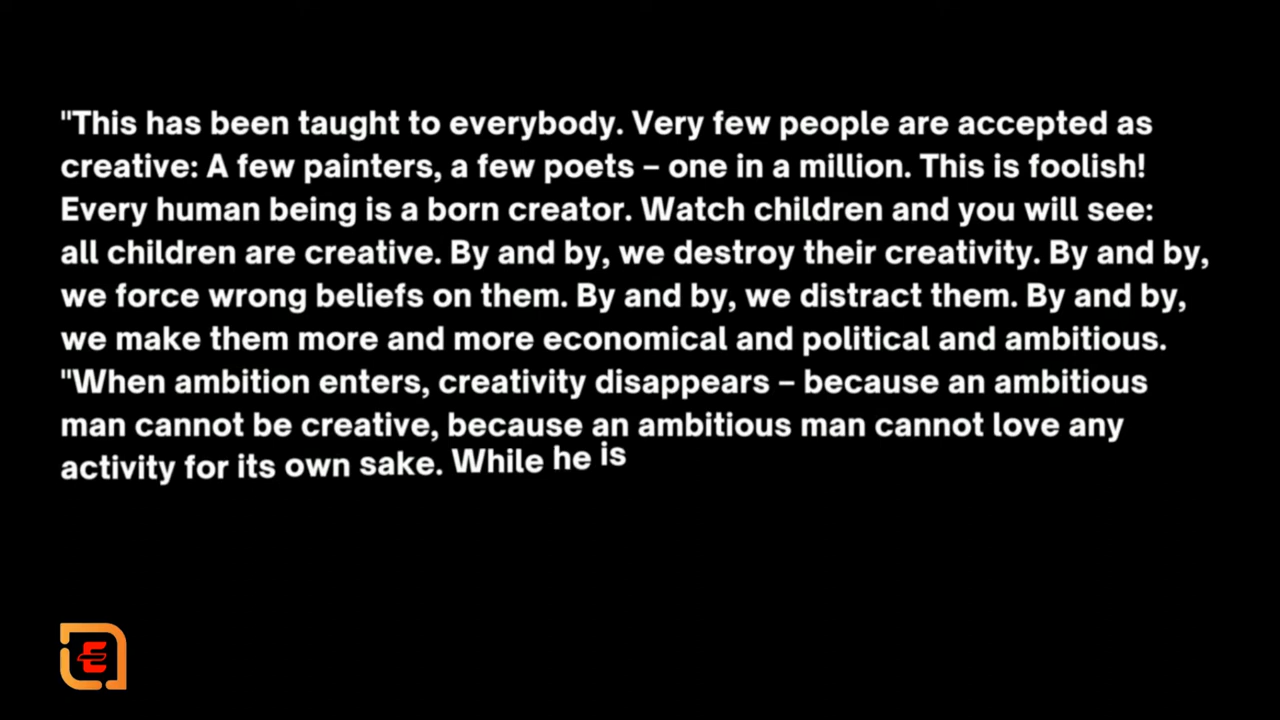 "This has been taught to everybody. Very few people are accepted as
creative: A few painters, a few poets – one in a million. This is foolish!
Every human being is a born creator. Watch children and you will see:
all children are creative. By and by, we destroy their creativity. By and by,
we force wrong beliefs on them. By and by, we distract them. By and by,
we make them more and more economical and political and ambitious.
"When ambition enters, creativity disappears – because an ambitious
man cannot be creative, because an ambitious man cannot love any
activity for its own sake. While he is
E